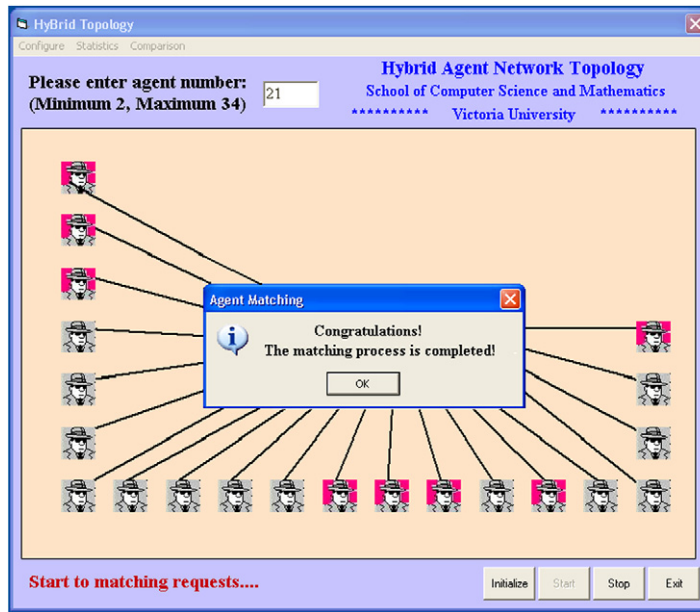 HyBrid Topology
Configure Statistics Comparison
Please enter agent number:
(Minimum 2, Maximum 34)
21
Hybrid Agent Network Topology
School of Computer Science and Mathematics
********** Victoria University **********
Agent Matching
Congratulations!
The matching process is completed!
OK
Start to matching requests....
Initialize Start Stop Exit